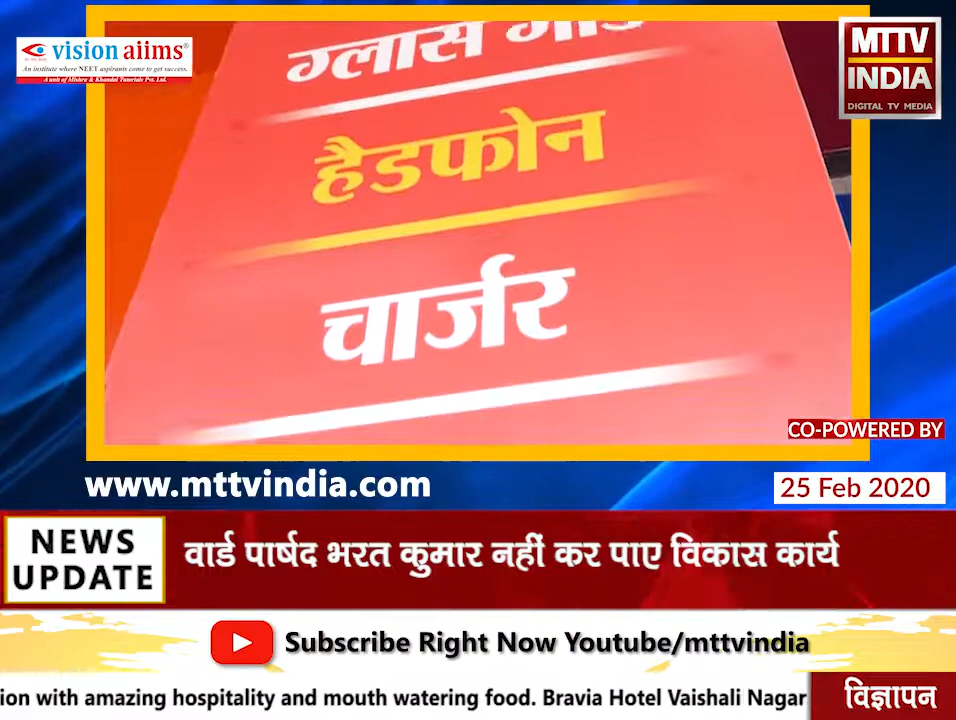 vision aiims®
An institute where NEET aspirants come to get success.
A unit of Mishra & Khandal Tutorials Pvt. Ltd.
MTTV
INDIA
DIGITAL TV MEDIA
ग्लास गार्ड
हैडफोन
चार्जर
CO-POWERED BY
www.mttvindia.com
25 Feb 2020
NEWS
UPDATE
वार्ड पार्षद भरत कुमार नहीं कर पाए विकास कार्य
Subscribe Right Now Youtube/mttvindia
ion with amazing hospitality and mouth watering food. Bravia Hotel Vaishali Nagar
विज्ञापन